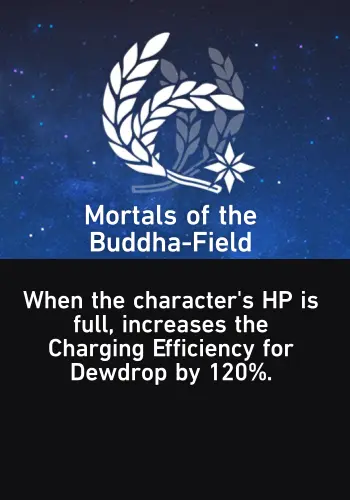 Mortals of the
Buddha-Field
When the character's HP is
full, increases the
Charging Efficiency for
Dewdrop by 120%.